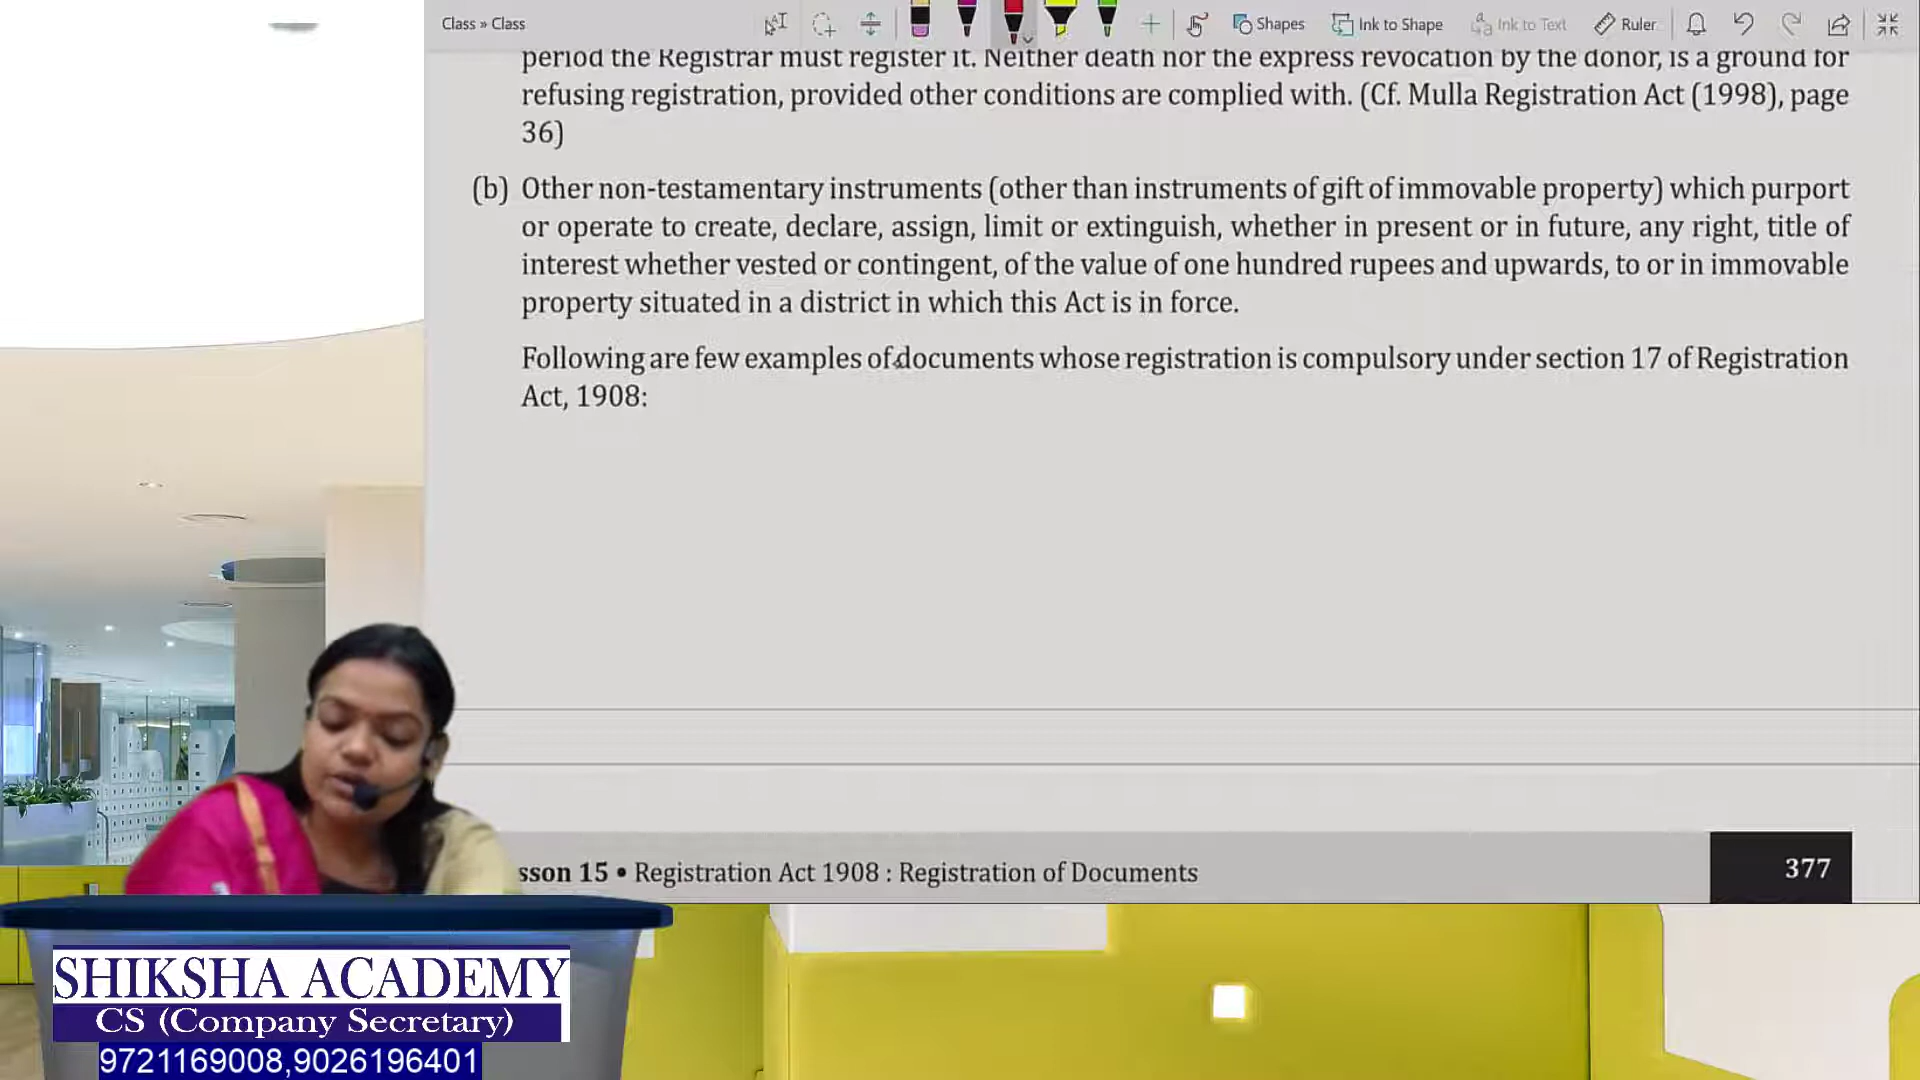 Class » Class
Shapes
Ink to Shape
Ink to Text
Ruler
period the Registrar must register it. Neither death nor the express revocation by the donor, is a ground for
refusing registration, provided other conditions are complied with. (Cf. Mulla Registration Act (1998), page
36)
(b) Other non-testamentary instruments (other than instruments of gift of immovable property) which purport
or operate to create, declare, assign, limit or extinguish, whether in present or in future, any right, title of
interest whether vested or contingent, of the value of one hundred rupees and upwards, to or in immovable
property situated in a district in which this Act is in force.
Following are few examples of documents whose registration is compulsory under section 17 of Registration
Act, 1908:
sson 15 • Registration Act 1908 : Registration of Documents
377
SHIKSHA ACADEMY
CS (Company Secretary)
9721169008,9026196401